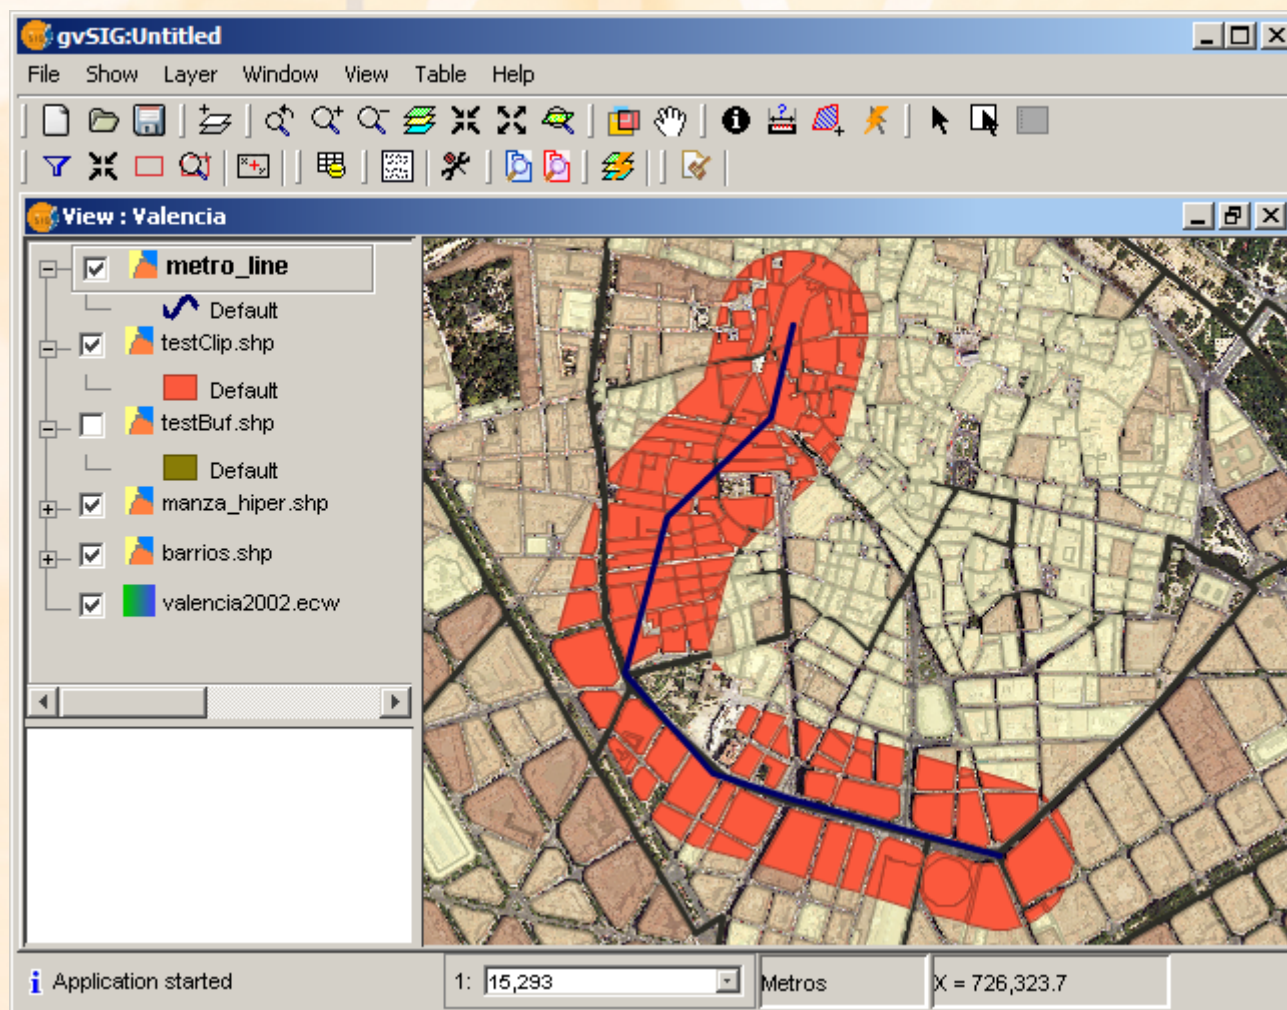 gvSIG:Untitled
File Show Layer Window View Table Help
View : Valencia
metro_line
Default
testClip.shp
Default
testBuf.shp
Default
manza_hiper.shp
barrios.shp
valencia2002.ecw
Application started 1: 15,293 Metros X = 726,323.7